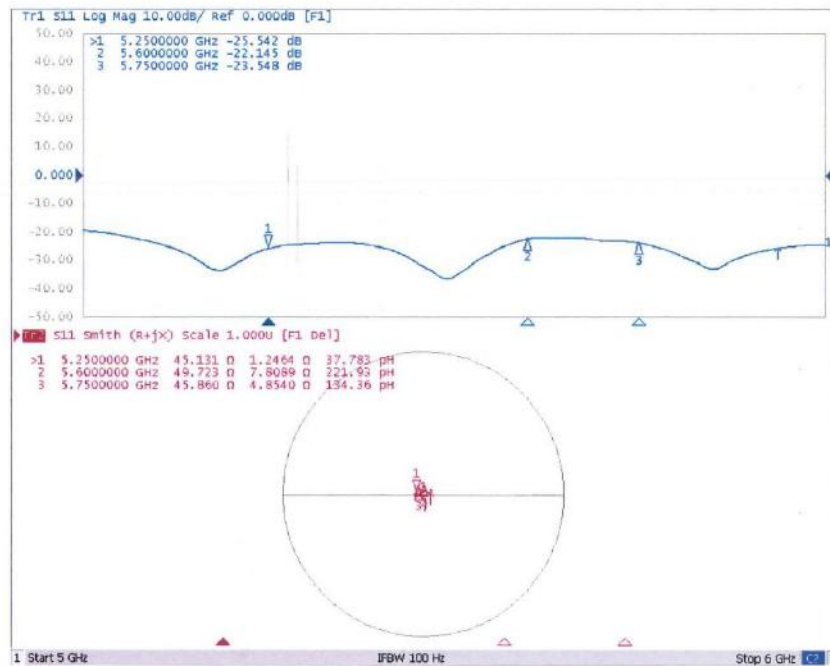 Tr1 S11 Log Mag 10.00dB/ Ref 0.000dB [F1]
50.00
>1 5.2500000 GHz -25.542 dB
2 5.6000000 GHz -22.145 dB
3 5.7500000 GHz -23.548 dB
40.00
30.00
20.00
10.00
0.000
-10.00
-20.00
-30.00
-40.00
-50.00
1
2
3
1
Tr2 S11 Smith (R+jX) Scale 1.000U [F1 Del]
>1 5.2500000 GHz 45.131 Ω 1.2464 Ω 37.783 pH
2 5.6000000 GHz 49.723 Ω 7.8089 Ω 221.93 pH
3 5.7500000 GHz 45.860 Ω 4.8540 Ω 134.36 pH
1
1 Start 5 GHz IFBW 100 Hz Stop 6 GHz C2